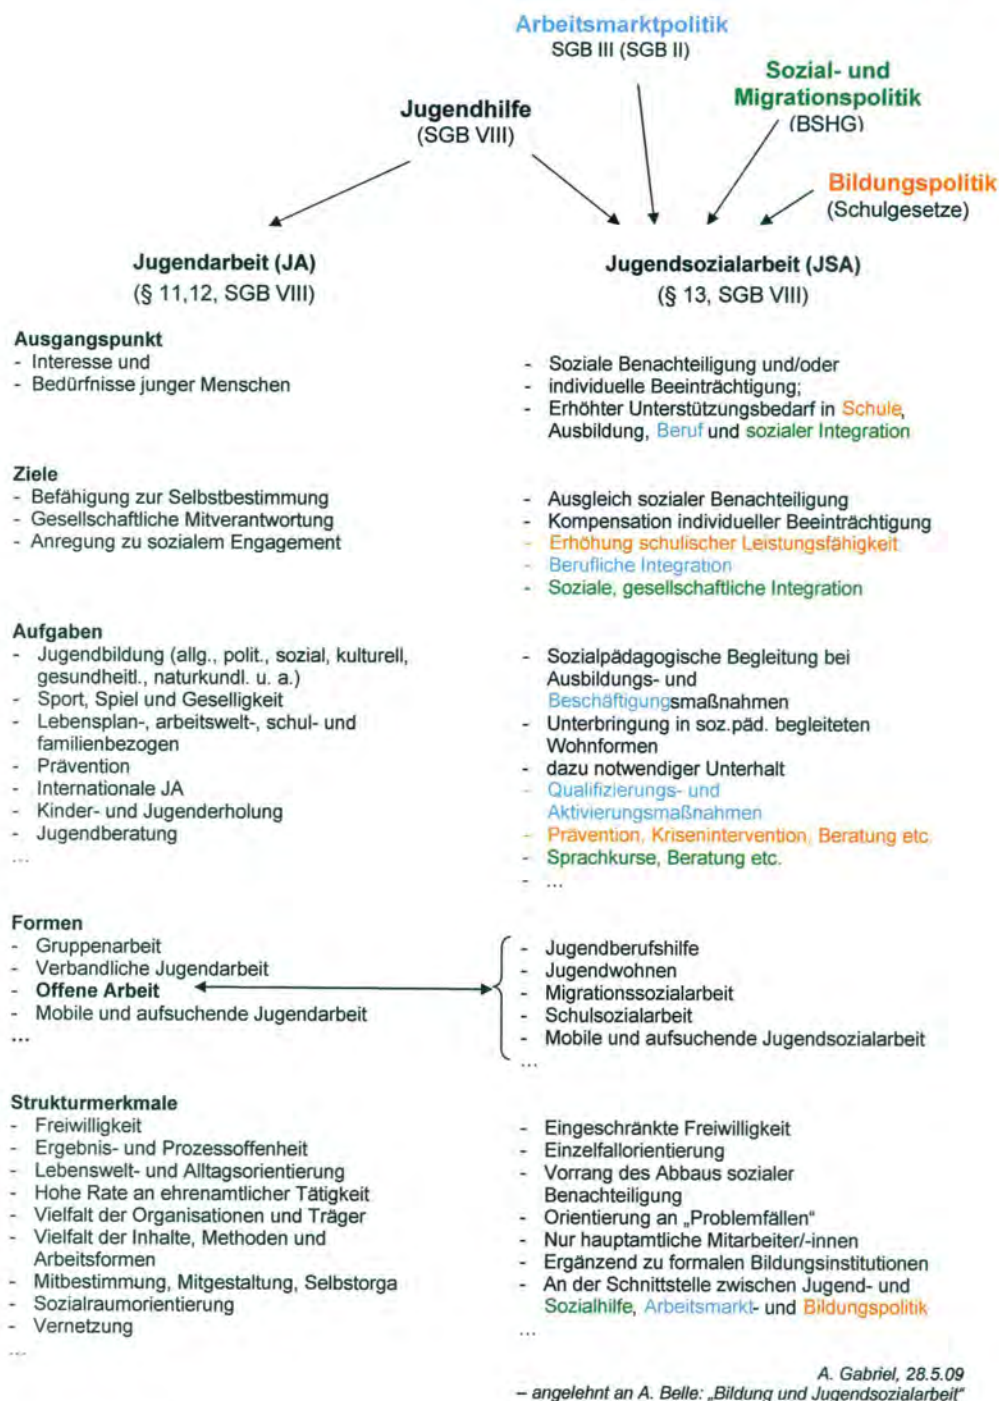 Arbeitsmarktpolitik
SGB III (SGB II)
Sozial- und
Migrationspolitik
(BSHG)
Jugendhilfe
(SGB VIII)
Bildungspolitik
(Schulgesetze)
Jugendarbeit (JA)
(§ 11,12, SGB VIII)
Jugendsozialarbeit (JSA)
(§ 13, SGB VIII)
Ausgangspunkt
- Interesse und
- Bedürfnisse junger Menschen
- Soziale Benachteiligung und/oder
- individuelle Beeinträchtigung;
- Erhöhter Unterstützungsbedarf in Schule,
Ausbildung, Beruf und sozialer Integration
Ziele
- Befähigung zur Selbstbestimmung
- Gesellschaftliche Mitverantwortung
- Anregung zu sozialem Engagement
- Ausgleich sozialer Benachteiligung
- Kompensation individueller Beeinträchtigung
- Erhöhung schulischer Leistungsfähigkeit
- Berufliche Integration
- Soziale, gesellschaftliche Integration
Aufgaben
- Jugendbildung (allg., polit., sozial, kulturell,
gesundheitl., naturkundl. u. a.)
- Sport, Spiel und Geselligkeit
- Lebensplan-, arbeitswelt-, schul- und
familienbezogen
- Prävention
- Internationale JA
- Kinder- und Jugenderholung
- Jugendberatung
...
- Sozialpädagogische Begleitung bei
Ausbildungs- und
Beschäftigungsmaßnahmen
- Unterbringung in soz.päd. begleiteten
Wohnformen
- dazu notwendiger Unterhalt
- Qualifizierungs- und
Aktivierungsmaßnahmen
- Prävention, Krisenintervention, Beratung etc.
- Sprachkurse, Beratung etc.
- ...
Formen
- Gruppenarbeit
- Verbandliche Jugendarbeit
- Offene Arbeit
- Mobile und aufsuchende Jugendarbeit
...
- Jugendberufshilfe
- Jugendwohnen
- Migrationssozialarbeit
- Schulsozialarbeit
- Mobile und aufsuchende Jugendsozialarbeit
...
Strukturmerkmale
- Freiwilligkeit
- Ergebnis- und Prozessoffenheit
- Lebenswelt- und Alltagsorientierung
- Hohe Rate an ehrenamtlicher Tätigkeit
- Vielfalt der Organisationen und Träger
- Vielfalt der Inhalte, Methoden und
Arbeitsformen
- Mitbestimmung, Mitgestaltung, Selbstorga
- Sozialraumorientierung
- Vernetzung
...
- Eingeschränkte Freiwilligkeit
- Einzelfallorientierung
- Vorrang des Abbaus sozialer
Benachteiligung
- Orientierung an „Problemfällen“
- Nur hauptamtliche Mitarbeiter/-innen
- Ergänzend zu formalen Bildungsinstitutionen
- An der Schnittstelle zwischen Jugend- und
Sozialhilfe, Arbeitsmarkt- und Bildungspolitik
...
A. Gabriel, 28.5.09
– angelehnt an A. Belle: „Bildung und Jugendsozialarbeit“